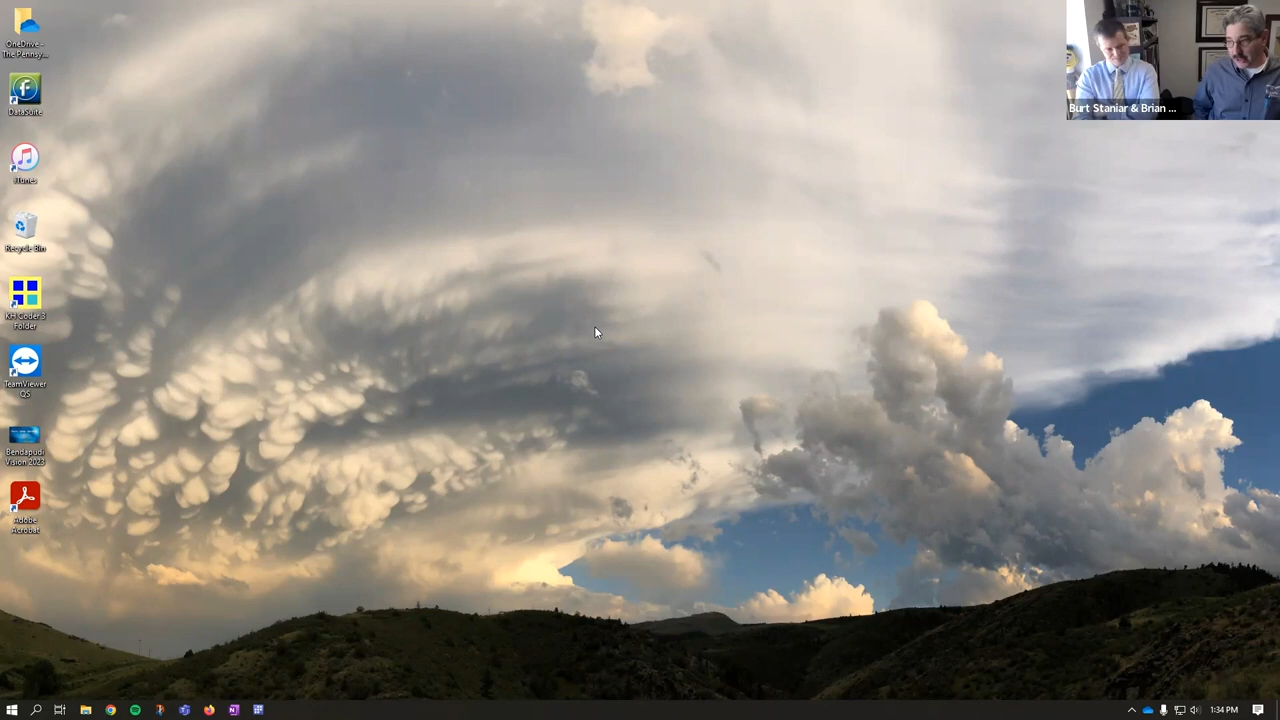 OneDrive -
The Pennsy...
DataSuite
iTunes
Recycle Bin
KH Coder 3
Folder
TeamViewer
QS
Bendapudi
Vision 2023
Adobe
Acrobat
Burt Staniar & Brian ...
1:34 PM